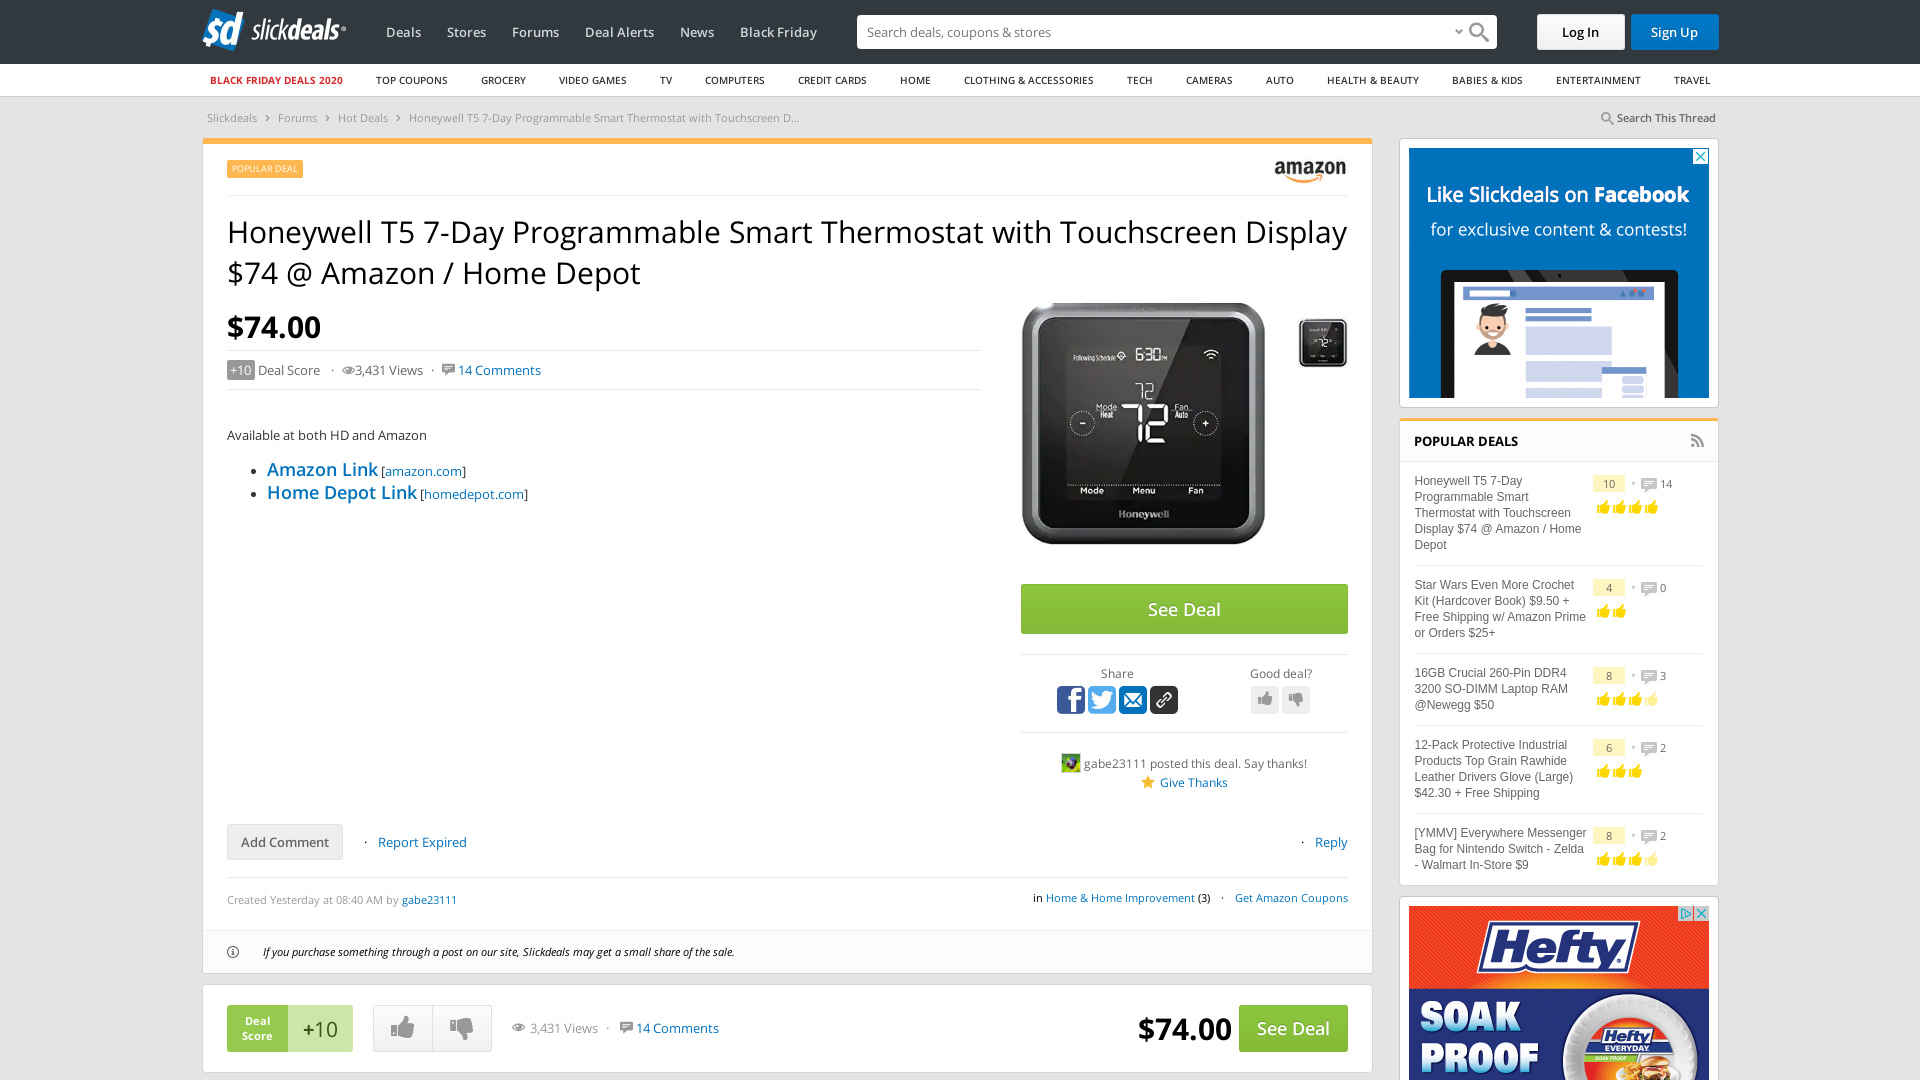 sd slickdeals
Deals
Stores
Forums
Deal Alerts
News
Black Friday
Search deals, coupons & stores
Log In
Sign Up
BLACK FRIDAY DEALS 2020
TOP COUPONS
GROCERY
VIDEO GAMES
TV
COMPUTERS
CREDIT CARDS
HOME
CLOTHING & ACCESSORIES
TECH
CAMERAS
AUTO
HEALTH & BEAUTY
BABIES & KIDS
ENTERTAINMENT
TRAVEL
Slickdeals > Forums > Hot Deals > Honeywell T5 7-Day Programmable Smart Thermostat with Touchscreen D...
Search This Thread
POPULAR DEAL
amazon
Honeywell T5 7-Day Programmable Smart Thermostat with Touchscreen Display
$74 @ Amazon / Home Depot
$74.00
+10 Deal Score · 3,431 Views · 14 Comments
Available at both HD and Amazon
• Amazon Link [amazon.com]
• Home Depot Link [homedepot.com]
Following Schedule 6:30PM
72
Mode Heat
72
Fan Auto
- +
Mode Menu Fan
Honeywell
See Deal
Share
Good deal?
gabe23111 posted this deal. Say thanks!
Give Thanks
Add Comment
· Report Expired
· Reply
Created Yesterday at 08:40 AM by gabe23111
in Home & Home Improvement (3) · Get Amazon Coupons
If you purchase something through a post on our site, Slickdeals may get a small share of the sale.
Deal Score
+10
3,431 Views · 14 Comments
$74.00
See Deal
Like Slickdeals on Facebook
for exclusive content & contests!
POPULAR DEALS
Honeywell T5 7-Day
Programmable Smart
Thermostat with Touchscreen
Display $74 @ Amazon / Home
Depot
10 • 14
Star Wars Even More Crochet
Kit (Hardcover Book) $9.50 +
Free Shipping w/ Amazon Prime
or Orders $25+
4 • 0
16GB Crucial 260-Pin DDR4
3200 SO-DIMM Laptop RAM
@Newegg $50
8 • 3
12-Pack Protective Industrial
Products Top Grain Rawhide
Leather Drivers Glove (Large)
$42.30 + Free Shipping
6 • 2
[YMMV] Everywhere Messenger
Bag for Nintendo Switch - Zelda
- Walmart In-Store $9
8 • 2
Hefty
SOAK
PROOF
Hefty
EVERYDAY
SOAK PROOF